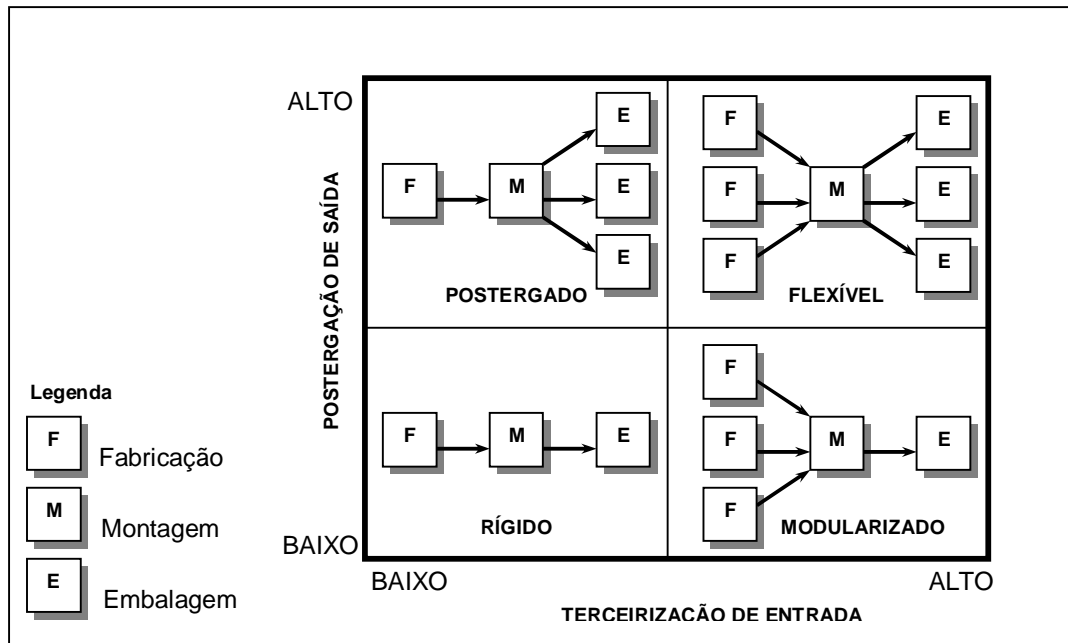 ALTO
POSTERGAÇÃO DE SAÍDA
E
F
M
E
E
POSTERGADO
F
E
F
M
E
F
E
FLEXÍVEL
F
M
E
RÍGIDO
F
F
M
E
F
MODULARIZADO
BAIXO
BAIXO
ALTO
TERCEIRIZAÇÃO DE ENTRADA
Legenda
F
Fabricação
M
Montagem
E
Embalagem